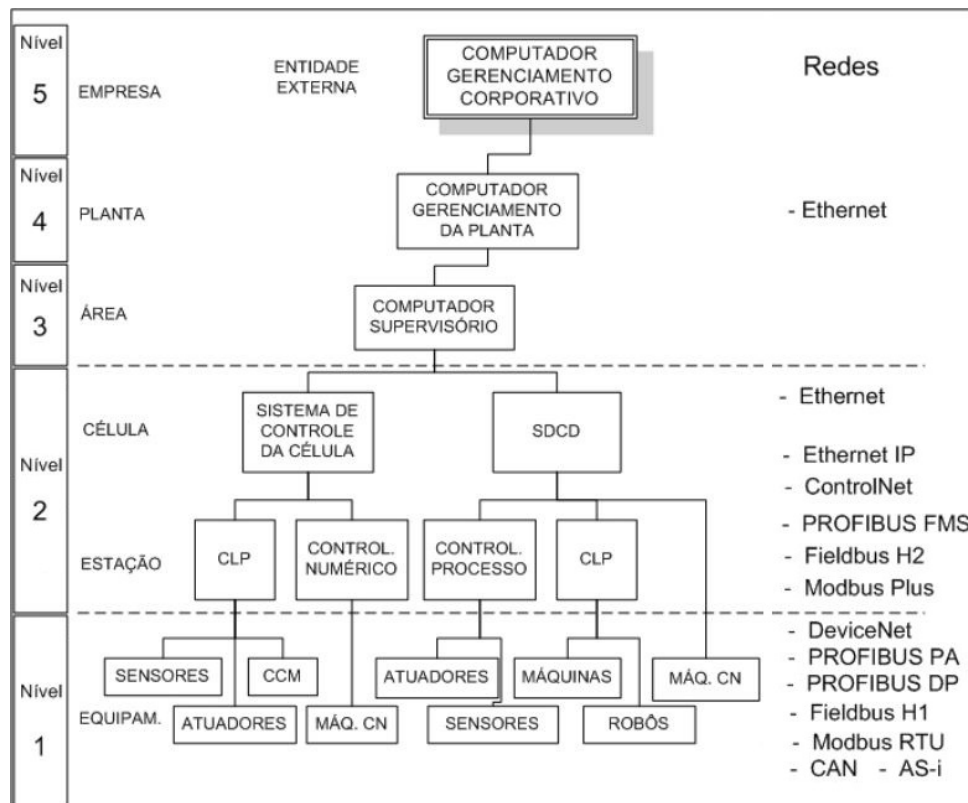 Nível
5
EMPRESA
ENTIDADE
EXTERNA
COMPUTADOR
GERENCIAMENTO
CORPORATIVO
Redes
Nível
4
PLANTA
COMPUTADOR
GERENCIAMENTO
DA PLANTA
- Ethernet
Nível
3
ÁREA
COMPUTADOR
SUPERVISÓRIO
Nível
2
CÉLULA
SISTEMA DE
CONTROLE
DA CÉLULA
SDCD
- Ethernet
- Ethernet IP
- ControlNet
- PROFIBUS FMS
- Fieldbus H2
- Modbus Plus
ESTAÇÃO
CLP
CONTROL.
NUMÉRICO
CONTROL.
PROCESSO
CLP
Nível
1
EQUIPAM.
SENSORES
CCM
ATUADORES
MÁQ. CN
ATUADORES
MÁQUINAS
MÁQ. CN
SENSORES
ROBÔS
- DeviceNet
- PROFIBUS PA
- PROFIBUS DP
- Fieldbus H1
- Modbus RTU
- CAN - AS-i